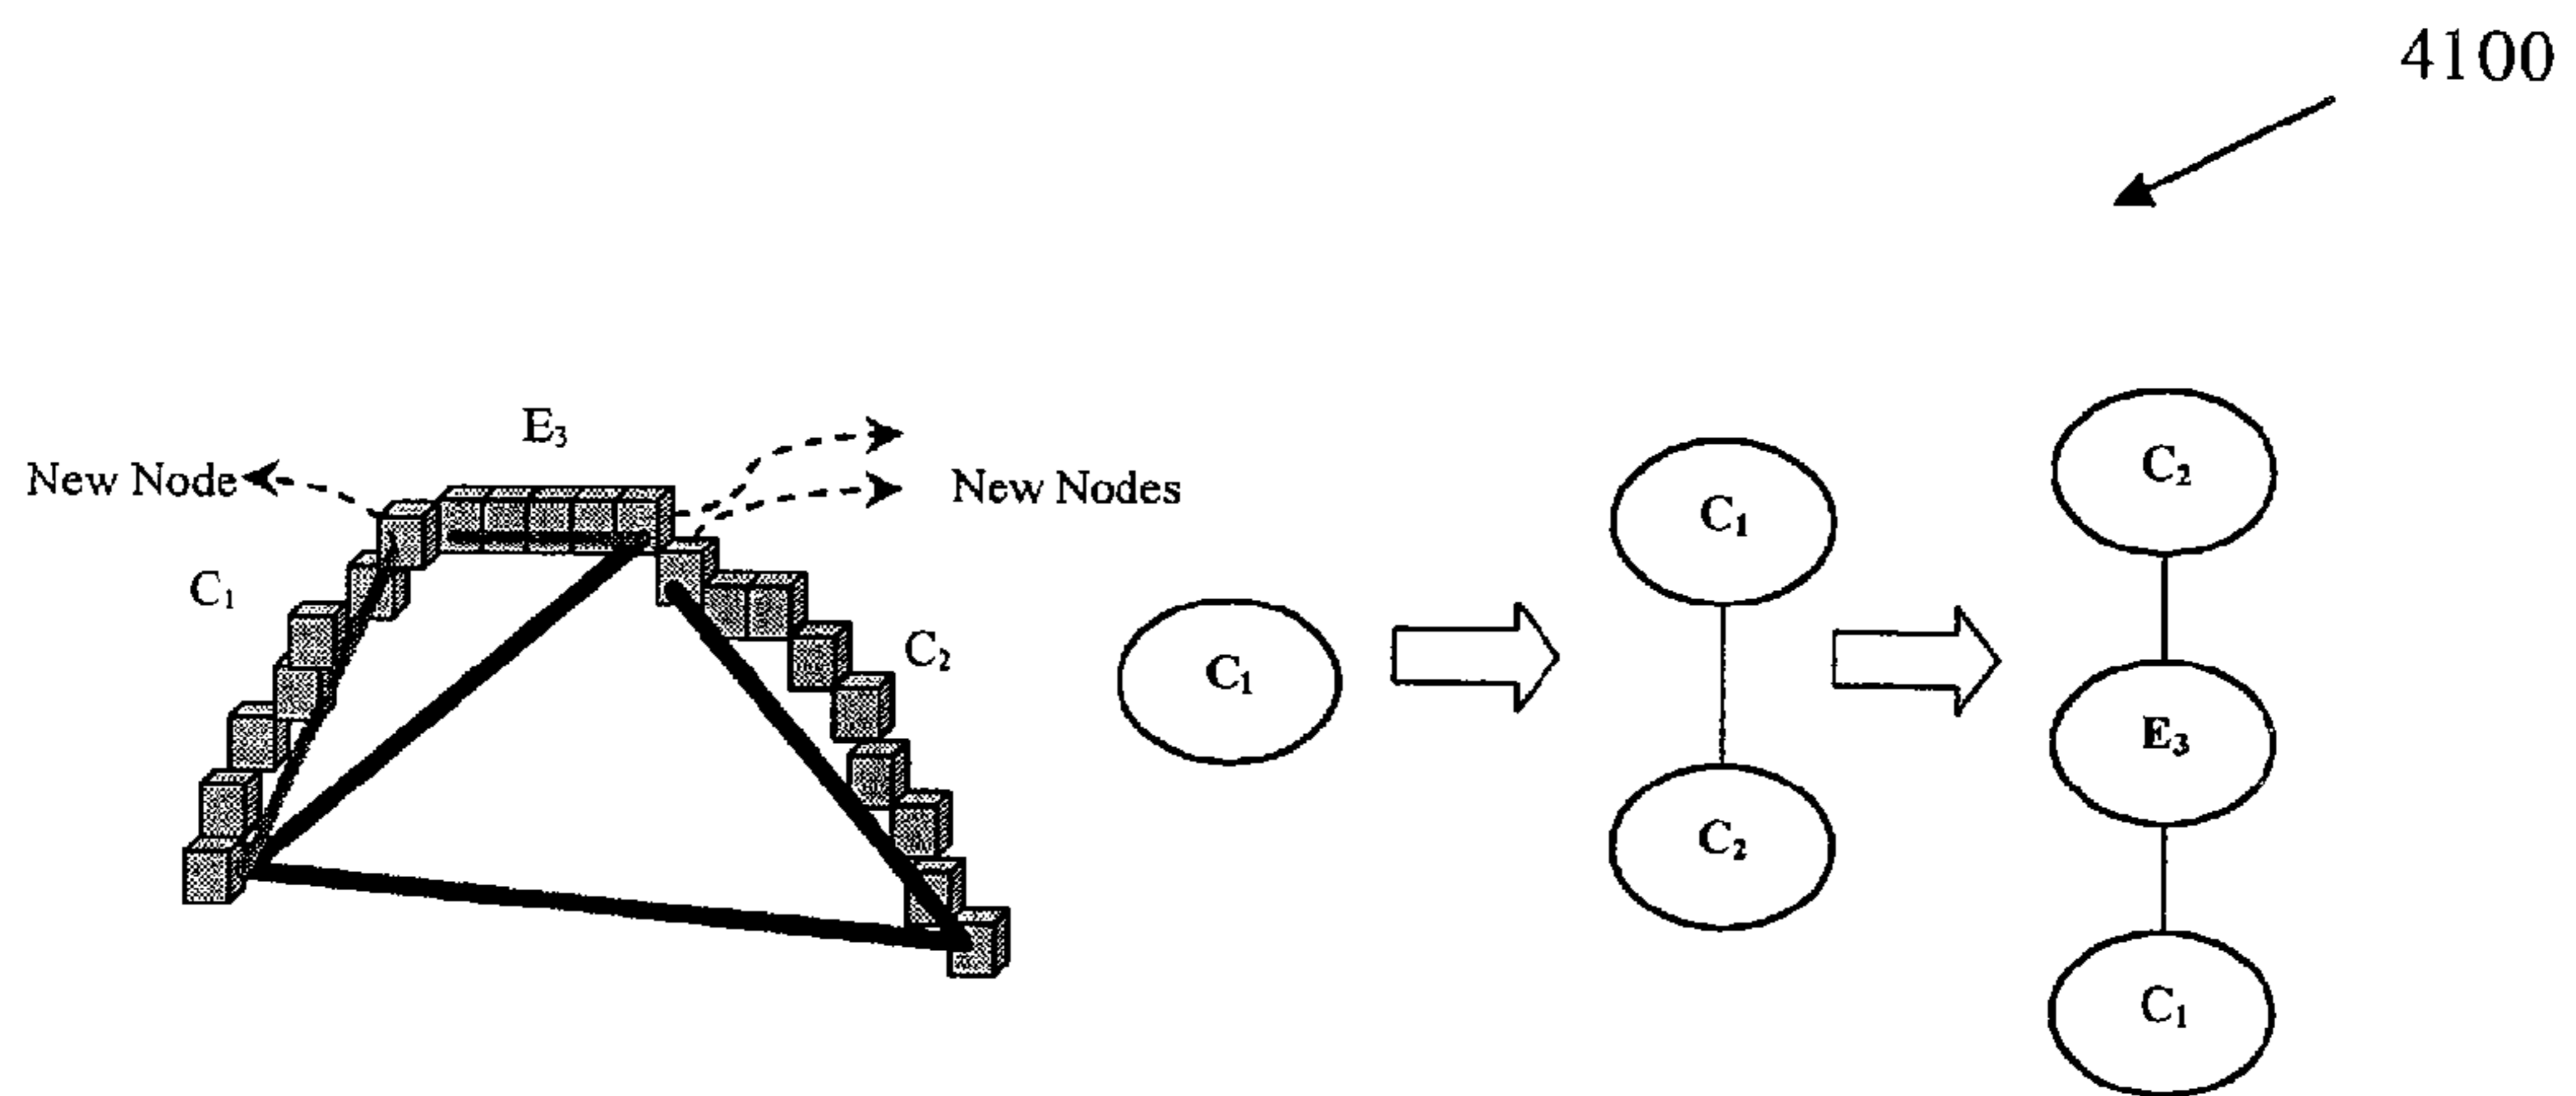 4100
E₃
New Node
New Nodes
C₁
C₂
C₁
C₁
C₂
C₂
E₃
C₁